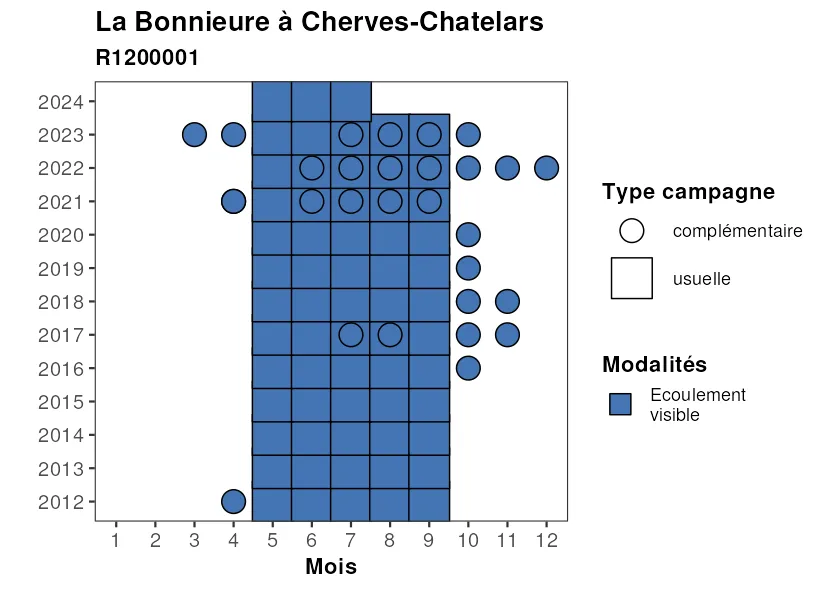 La Bonnieure à Cherves-Chatelars
R1200001
2024
2023
2022
2021
2020
2019
2018
2017
2016
2015
2014
2013
2012
1 2 3 4 5 6 7 8 9 10 11 12
Mois
Type campagne
complémentaire
usuelle
Modalités
Ecoulement
visible